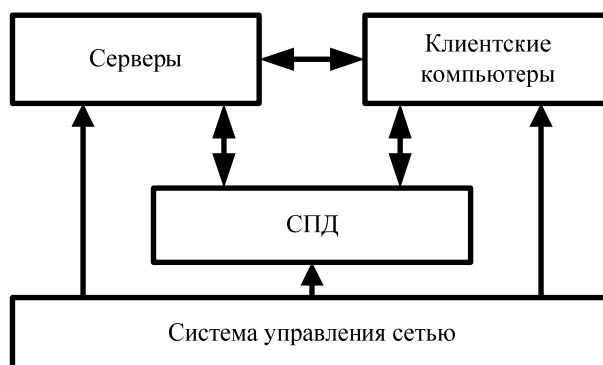 Серверы
Клиентские
компьютеры
СПД
Система управления сетью